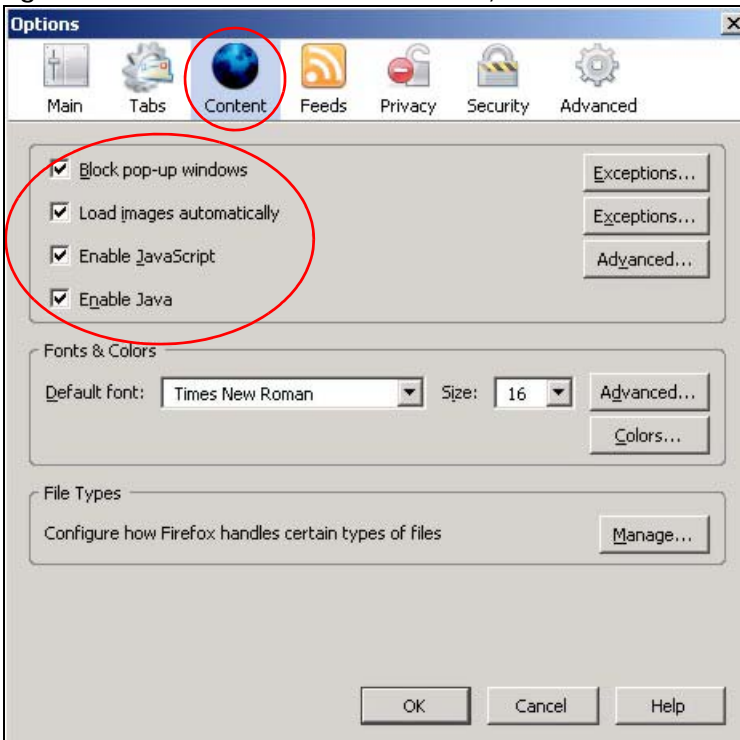 Options
Main Tabs Content Feeds Privacy Security Advanced
Block pop-up windows Exceptions...
Load images automatically Exceptions...
Enable JavaScript Advanced...
Enable Java
Fonts & Colors
Default font: Times New Roman Size: 16 Advanced...
Colors...
File Types
Configure how Firefox handles certain types of files Manage...
OK Cancel Help